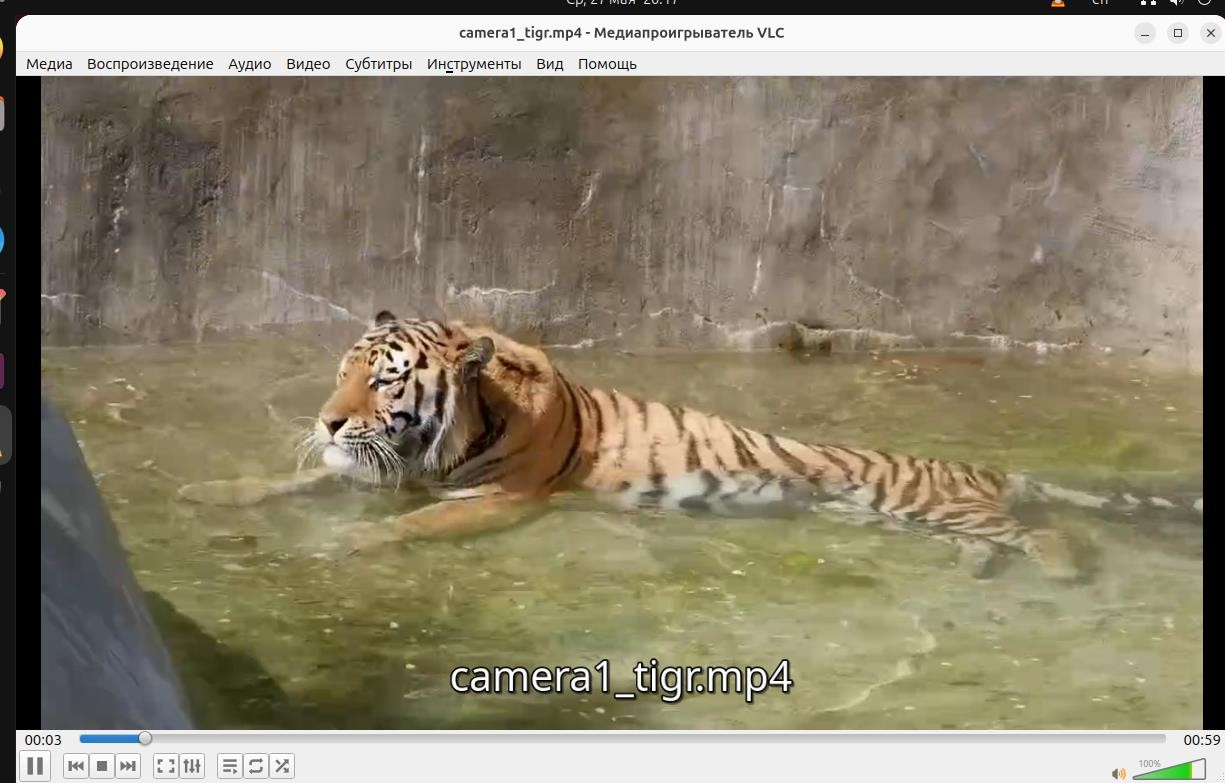 camera1_tigr.mp4 - Медиапроигрыватель VLC
Медиа Воспроизведение Аудио Видео Субтитры Инструменты Вид Помощь
camera1_tigr.mp4
00:03 00:59
100%